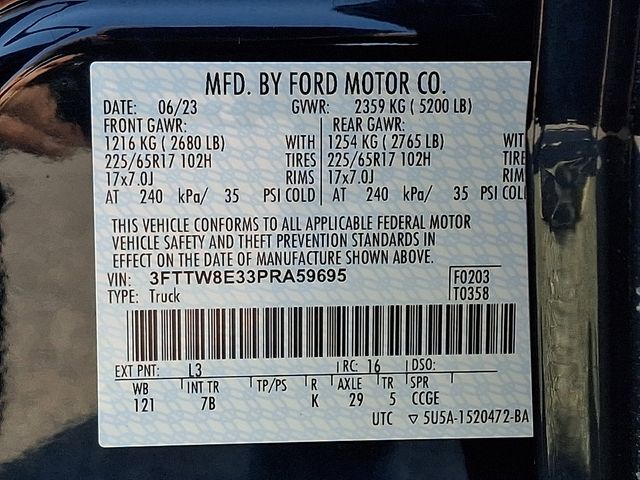 MFD. BY FORD MOTOR CO.
DATE: 06/23 GVWR: 2359 KG ( 5200 LB)
FRONT GAWR: REAR GAWR:
1216 KG ( 2680 LB) WITH 1254 KG ( 2765 LB) WIT
225/65R17 102H TIRES 225/65R17 102H TIRE
17x7.0J RIMS 17x7.0J RIM
AT 240 kPa/ 35 PSI COLD AT 240 kPa/ 35 PSI COL
THIS VEHICLE CONFORMS TO ALL APPLICABLE FEDERAL MOTOR
VEHICLE SAFETY AND THEFT PREVENTION STANDARDS IN
EFFECT ON THE DATE OF MANUFACTURE SHOWN ABOVE.
VIN: 3FTTW8E33PRA59695 F0203
TYPE: Truck T0358
EXT PNT: L3 RC: 16 DSO:
WB INT TR TP/PS R AXLE TR SPR
121 7B K 29 5 CCGE
UTC ▽ 5U5A-1520472-BA